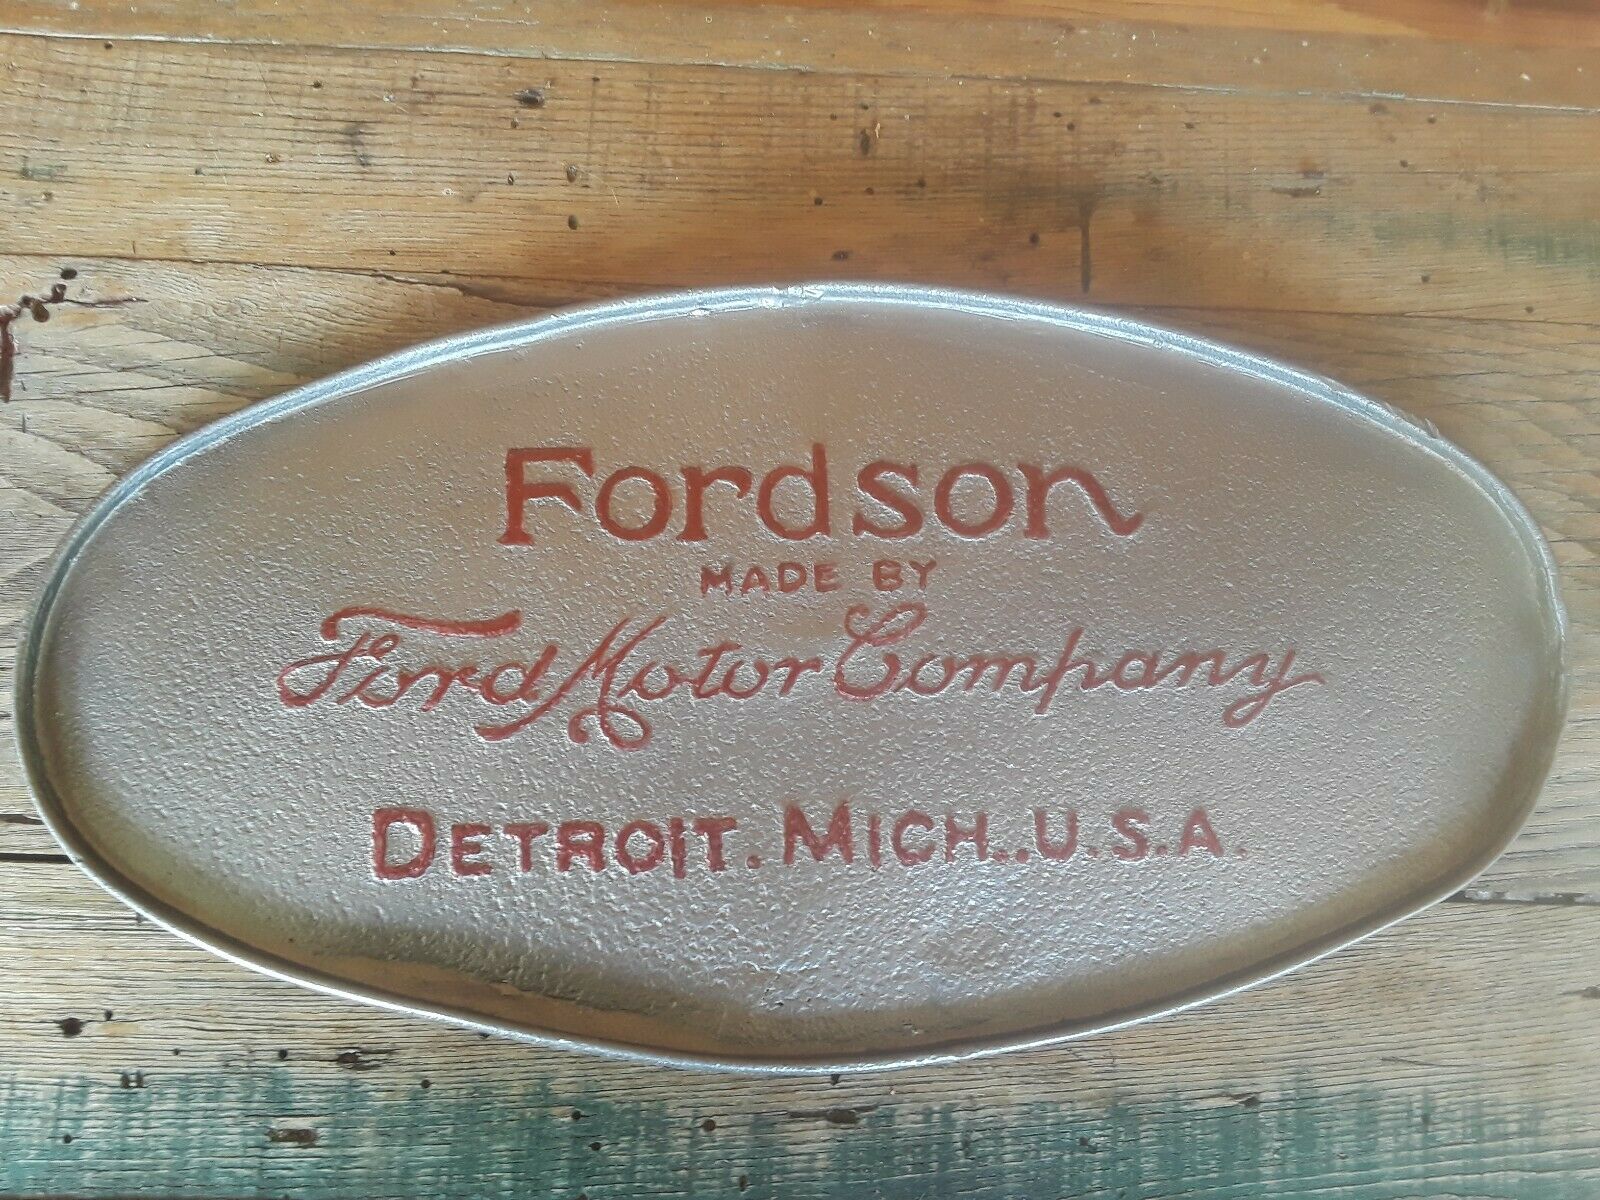 Fordson
MADE BY
Ford Motor Company
DETROIT. MICH..U.S.A.